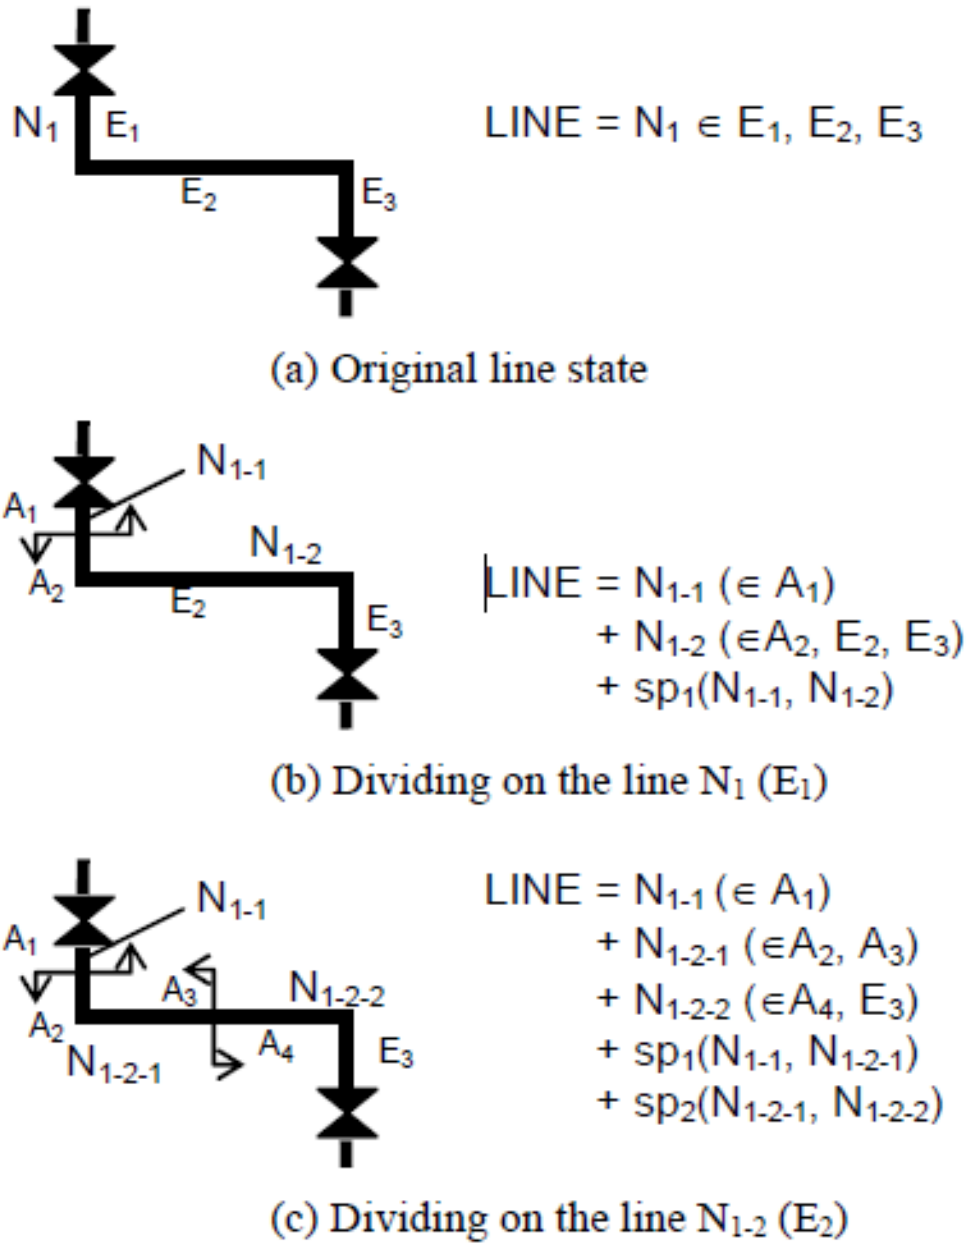 N₁ E₁ LINE = N₁ ∈ E₁, E₂, E₃
E₂ E₃
(a) Original line state
N₁₋₁
A₁
N₁₋₂
A₂ E₂ E₃
LINE = N₁₋₁ (∈ A₁)
+ N₁₋₂ (∈A₂, E₂, E₃)
+ sp₁(N₁₋₁, N₁₋₂)
(b) Dividing on the line N₁ (E₁)
N₁₋₁
A₁
A₃ N₁₋₂₋₂
A₂ A₄ E₃
N₁₋₂₋₁
LINE = N₁₋₁ (∈ A₁)
+ N₁₋₂₋₁ (∈A₂, A₃)
+ N₁₋₂₋₂ (∈A₄, E₃)
+ sp₁(N₁₋₁, N₁₋₂₋₁)
+ sp₂(N₁₋₂₋₁, N₁₋₂₋₂)
(c) Dividing on the line N₁₋₂ (E₂)